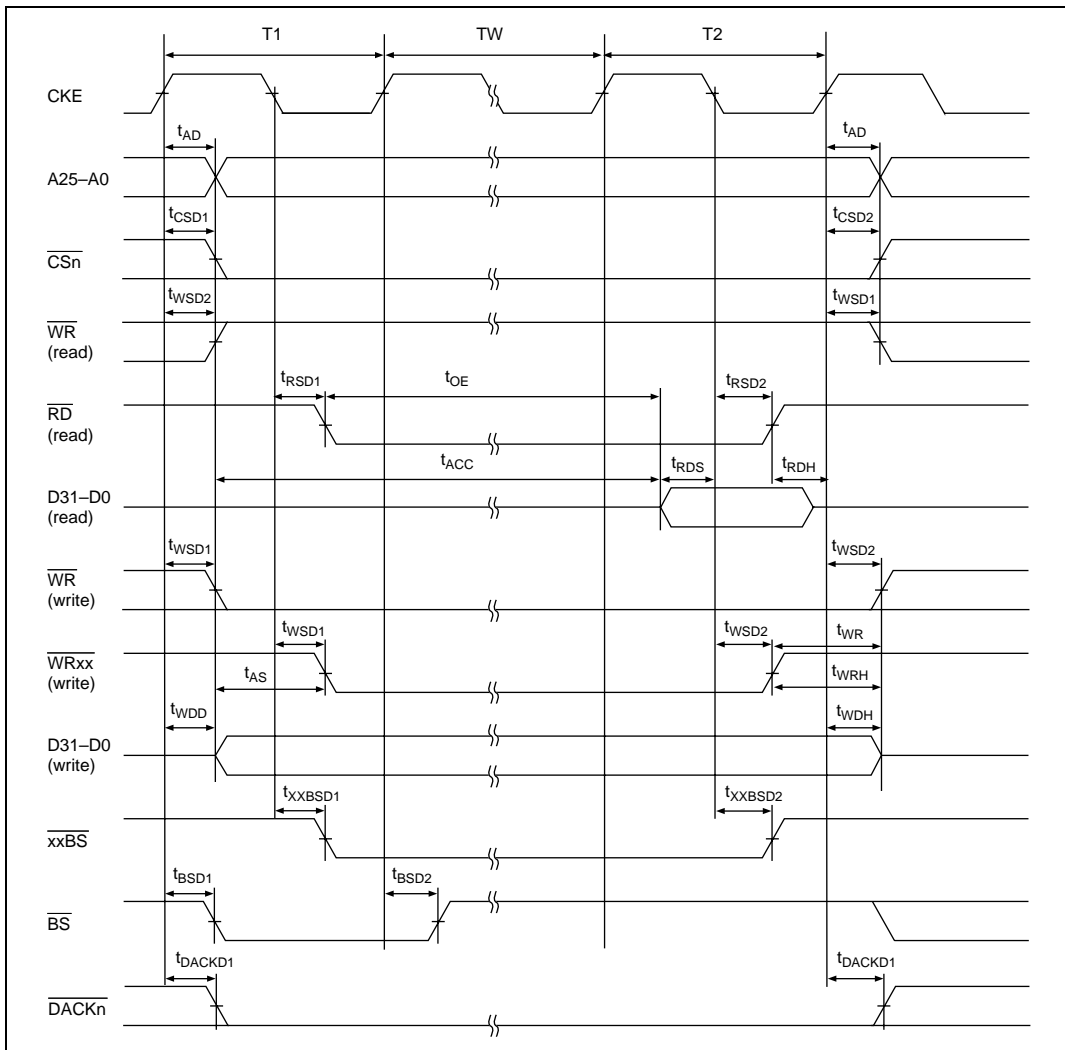 T1 TW T2
CKE
tAD tAD
A25–A0
tCSD1 tCSD2
CSn
tWSD2 tWSD1
WR
(read)
tRSD1 tOE tRSD2
RD
(read)
tACC tRDS tRDH
D31–D0
(read)
tWSD1 tWSD2
WR
(write)
tWSD1 tWSD2 tWR
WRxx
(write)
tAS tWRH
tWDD tWDH
D31–D0
(write)
tXXBSD1 tXXBSD2
xxBS
tBSD1 tBSD2
BS
tDACKD1 tDACKD1
DACKn